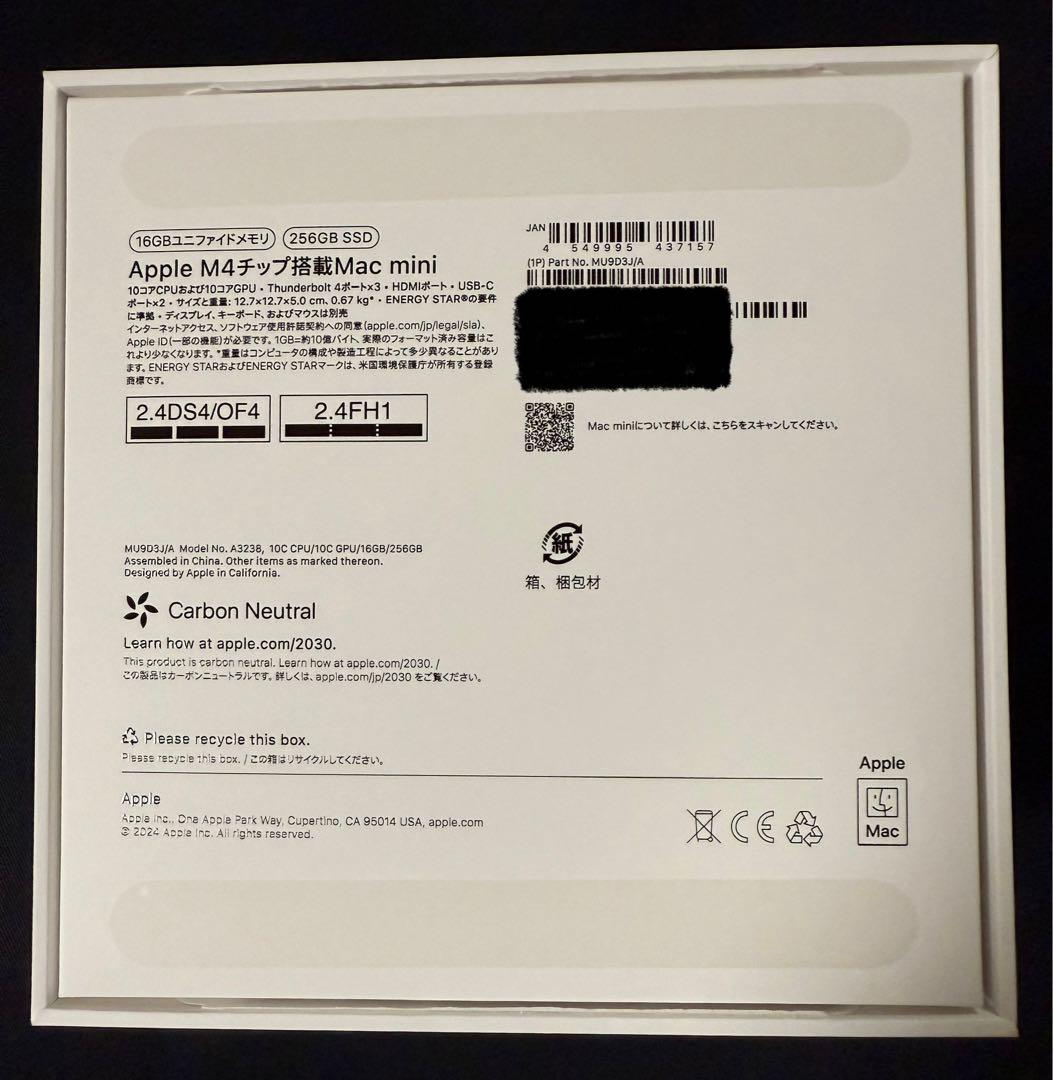 16GBユニファイドメモリ 256GB SSD
Apple M4チップ搭載Mac mini
10コアCPUおよび10コアGPU・Thunderbolt 4ポート×3・HDMIポート・USB-C
ポート×2・サイズと重量: 12.7×12.7×5.0 cm、0.67 kg*・ENERGY STAR®の要件
に準拠・ディスプレイ、キーボード、およびマウスは別売
インターネットアクセス、ソフトウェア使用許諾契約への同意(apple.com/jp/legal/sla)、
Apple ID(一部の機能)が必要です。1GB=約10億バイト、実際のフォーマット済み容量はこ
れより少なくなります。*重量はコンピュータの構成や製造工程によって多少異なることがあり
ます。ENERGY STARおよびENERGY STARマークは、米国環境保護庁が所有する登録
商標です。
2.4DS4/OF4 2.4FH1
JAN
4 549995 437157
(1P) Part No. MU9D3J/A
Mac miniについて詳しくは、こちらをスキャンしてください。
紙
箱、梱包材
MU9D3J/A Model No. A3238, 10C CPU/10C GPU/16GB/256GB
Assembled in China. Other items as marked thereon.
Designed by Apple in California.
Carbon Neutral
Learn how at apple.com/2030.
This product is carbon neutral. Learn how at apple.com/2030. /
この製品はカーボンニュートラルです。詳しくは、apple.com/jp/2030 をご覧ください。
Please recycle this box.
Please recycle this box. / この箱はリサイクルしてください。
Apple
Apple Inc., One Apple Park Way, Cupertino, CA 95014 USA, apple.com
© 2024 Apple Inc. All rights reserved.
CE
Apple
Mac